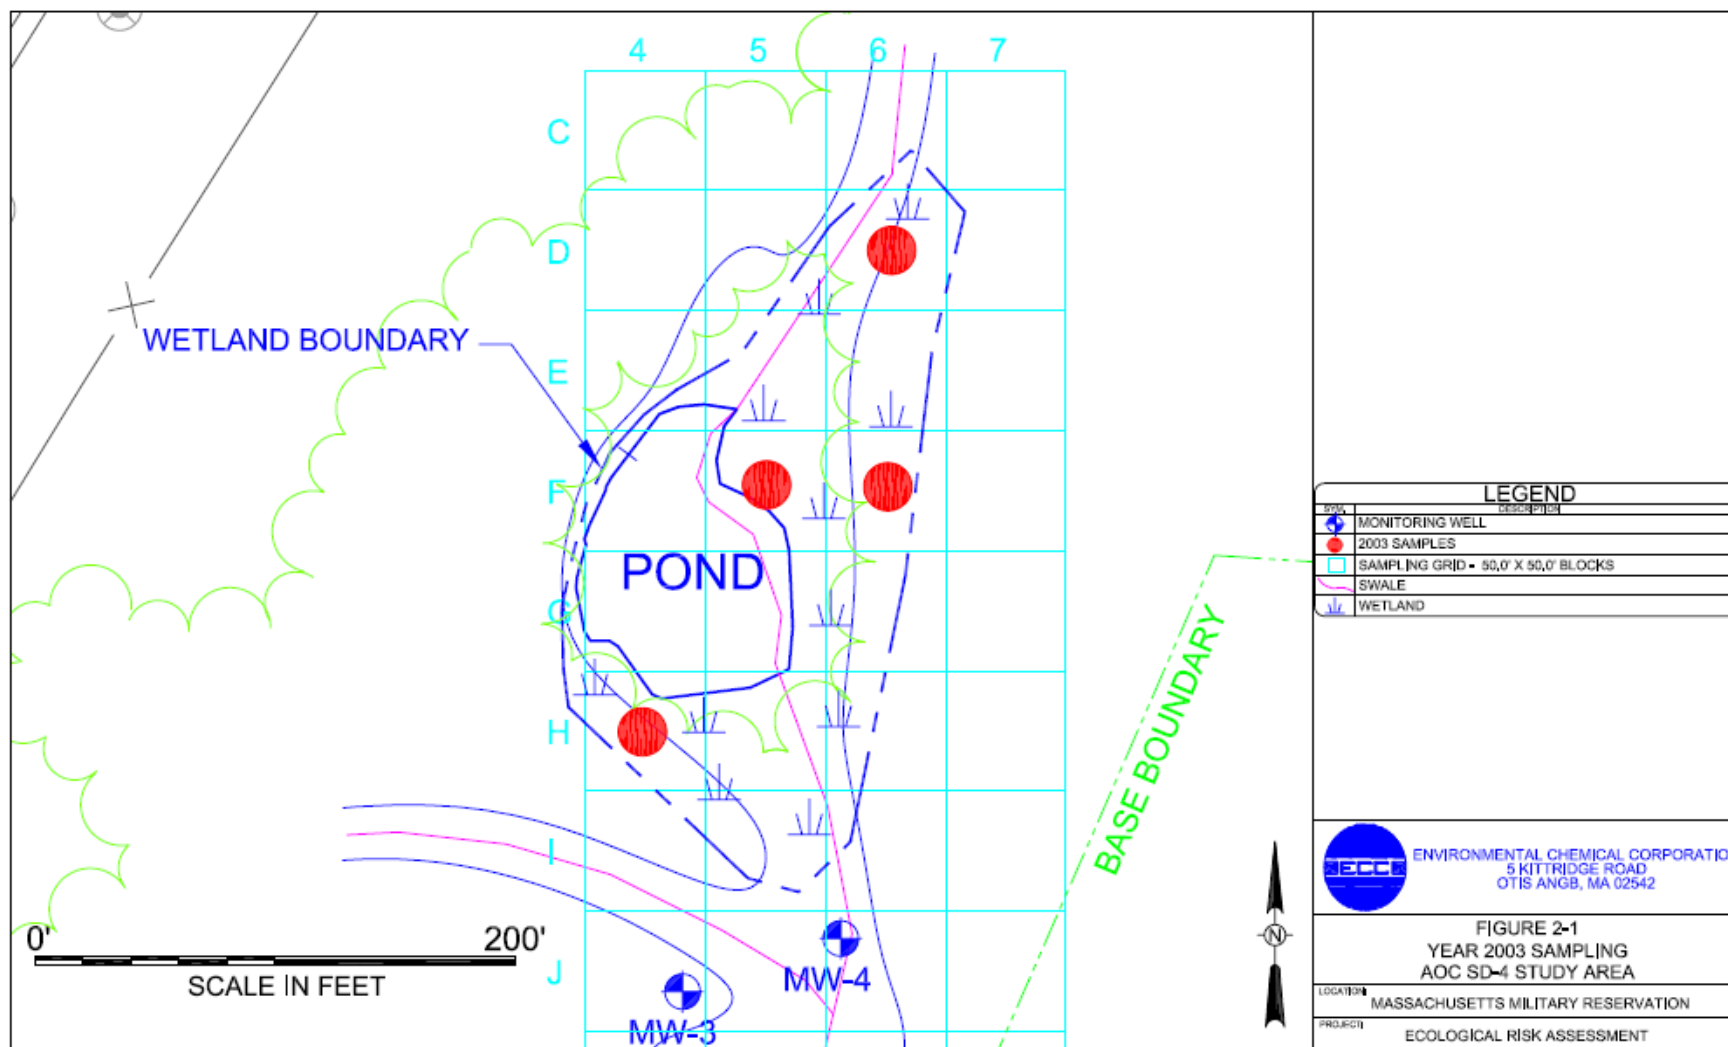 4 5 6 7
C
D
WETLAND BOUNDARY
E
F
POND
G
H
I
J
BASE BOUNDARY
MW-4
MW-3
0' 200'
SCALE IN FEET
N
LEGEND
SYM. DESCRIPTION
MONITORING WELL
2003 SAMPLES
SAMPLING GRID - 50.0' X 50.0' BLOCKS
SWALE
WETLAND
ECC
ENVIRONMENTAL CHEMICAL CORPORATIO
5 KITTRIDGE ROAD
OTIS ANGB, MA 02542
FIGURE 2-1
YEAR 2003 SAMPLING
AOC SD-4 STUDY AREA
LOCATION:
MASSACHUSETTS MILITARY RESERVATION
PROJECT:
ECOLOGICAL RISK ASSESSMENT